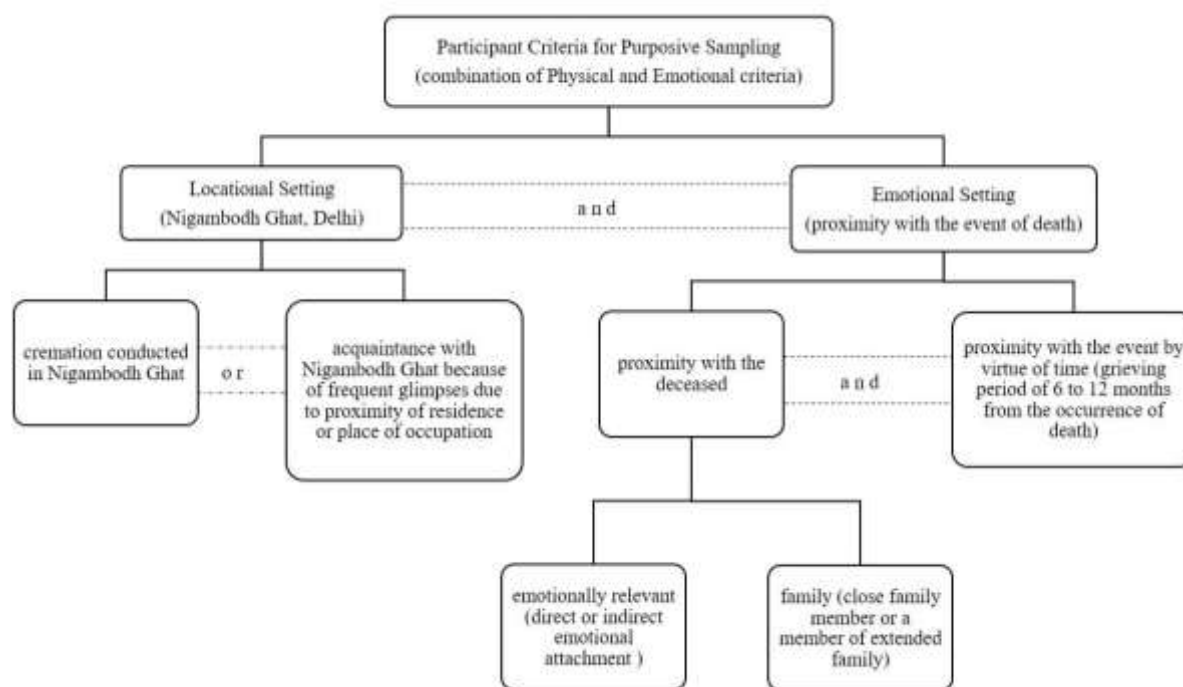 Participant Criteria for Purposive Sampling
(combination of Physical and Emotional criteria)
Locational Setting
(Nigambodh Ghat, Delhi)
a n d
Emotional Setting
(proximity with the event of death)
cremation conducted
in Nigambodh Ghat
o r
acquaintance with
Nigambodh Ghat because
of frequent glimpses due
to proximity of residence
or place of occupation
proximity with the
deceased
a n d
proximity with the event by
virtue of time (grieving
period of 6 to 12 months
from the occurrence of
death)
emotionally relevant
(direct or indirect
emotional
attachment )
family (close family
member or a
member of extended
family)